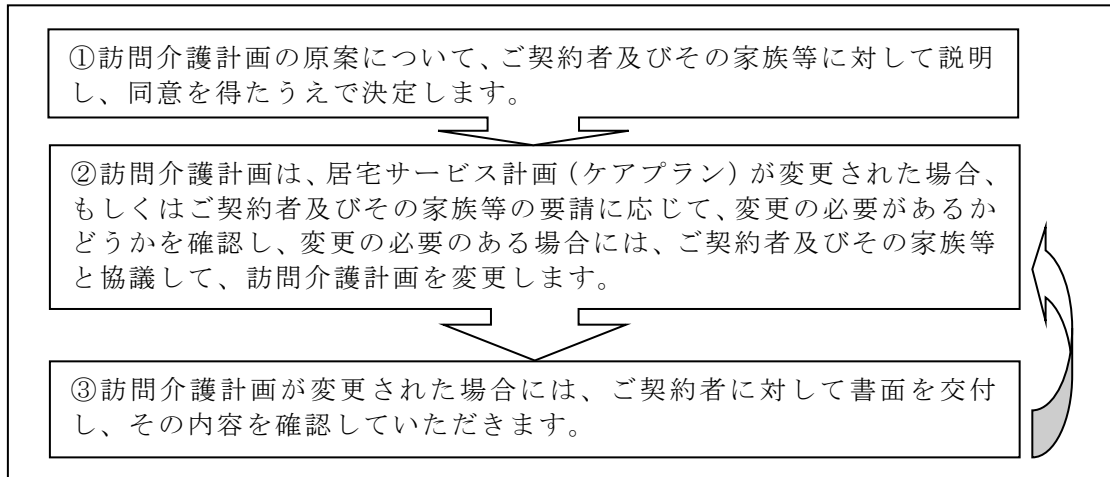 ①訪問介護計画の原案について、ご契約者及びその家族等に対して説明
し、同意を得たうえで決定します。
②訪問介護計画は、居宅サービス計画（ケアプラン）が変更された場合、
もしくはご契約者及びその家族等の要請に応じて、変更の必要があるか
どうかを確認し、変更の必要のある場合には、ご契約者及びその家族等
と協議して、訪問介護計画を変更します。
③訪問介護計画が変更された場合には、ご契約者に対して書面を交付
し、その内容を確認していただきます。